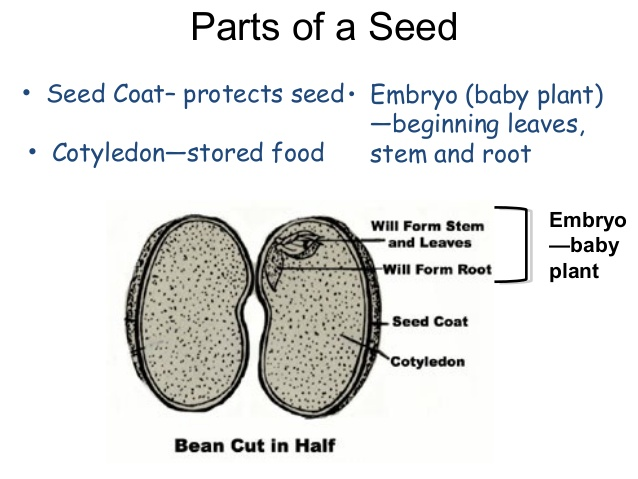 Parts of a Seed
• Seed Coat– protects seed
• Cotyledon—stored food
• Embryo (baby plant)
—beginning leaves,
stem and root
Will Form Stem
and Leaves
Will Form Root
Seed Coat
Cotyledon
Embryo
—baby
plant
Bean Cut in Half